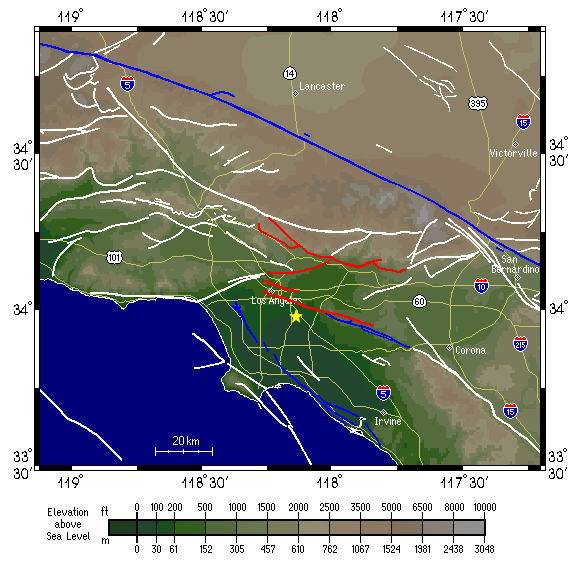 119° 118° 30' 118° 117° 30'
14
Lancaster
5
395
15
34°
30'
34°
30'
Victorville
101
San
Bernardino
10
60
Los Angeles
34°
34°
215
Corona
5
15
Irvine
20 km
33°
30'
33°
30'
119° 118° 30' 118° 117° 30'
Elevation
above
Sea Level
ft 0 100 200 500 1000 1500 2000 2500 3500 5000 6500 8000 10000
m 0 30 61 152 305 457 610 762 1067 1524 1981 2438 3048